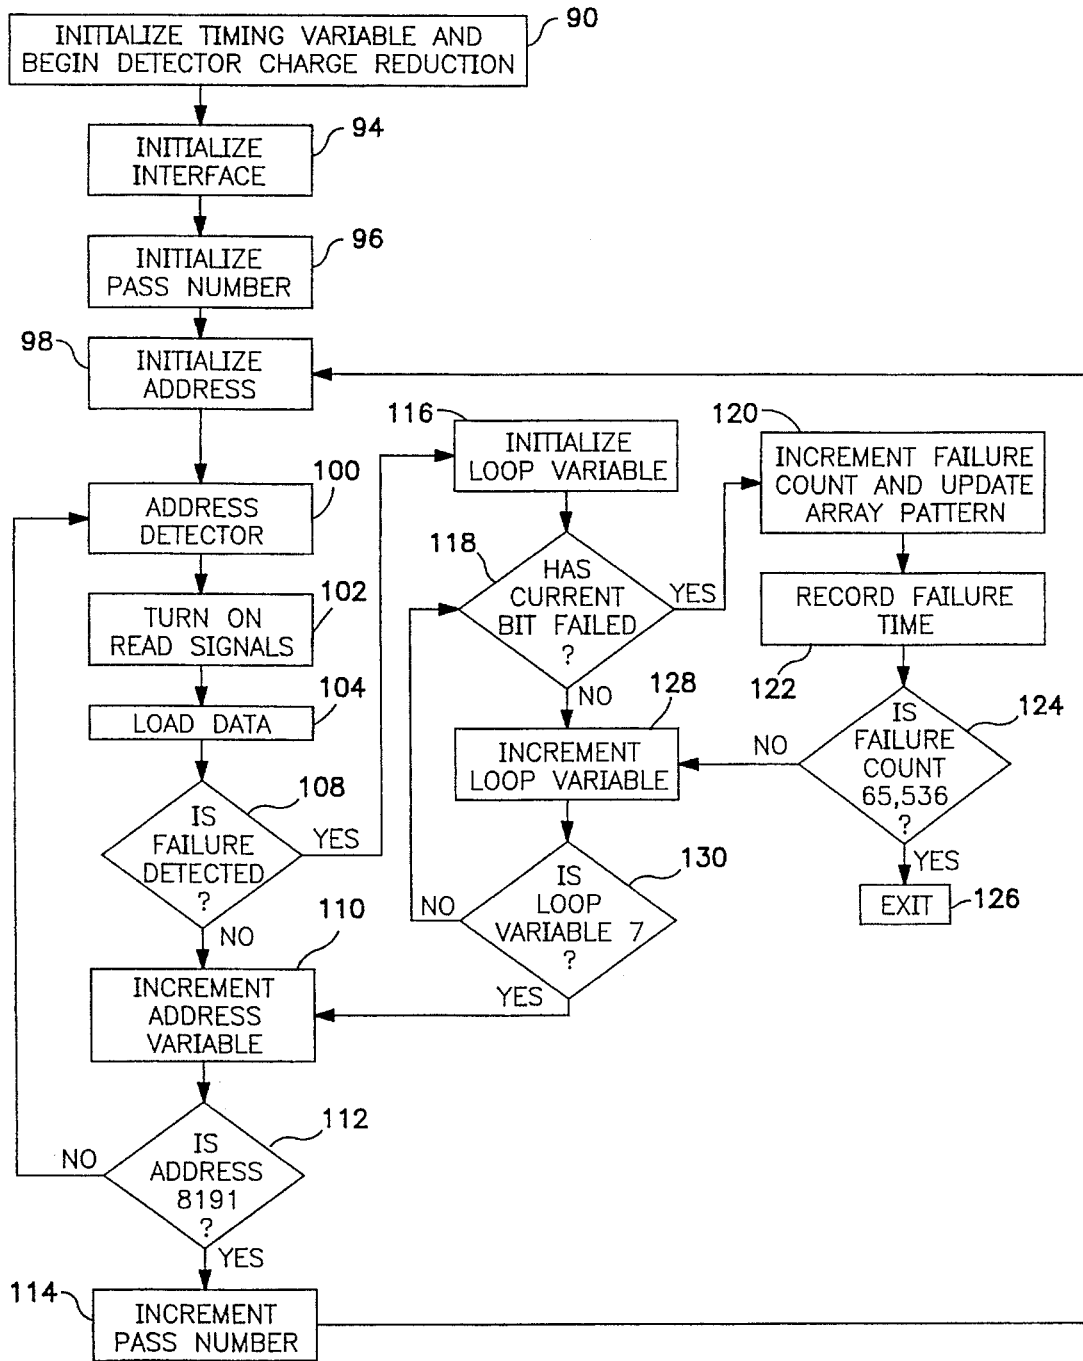 90
INITIALIZE TIMING VARIABLE AND
BEGIN DETECTOR CHARGE REDUCTION
94
INITIALIZE
INTERFACE
96
INITIALIZE
PASS NUMBER
98
INITIALIZE
ADDRESS
100
ADDRESS
DETECTOR
102
TURN ON
READ SIGNALS
104
LOAD DATA
108
IS
FAILURE
DETECTED
?
YES
NO
110
INCREMENT
ADDRESS
VARIABLE
112
IS
ADDRESS
8191
?
NO
YES
114
INCREMENT
PASS NUMBER
116
INITIALIZE
LOOP VARIABLE
118
HAS
CURRENT
BIT FAILED
?
YES
NO
128
INCREMENT
LOOP VARIABLE
130
IS
LOOP
VARIABLE 7
?
NO
YES
120
INCREMENT FAILURE
COUNT AND UPDATE
ARRAY PATTERN
RECORD FAILURE
TIME
122
124
IS
FAILURE
COUNT
65,536
?
NO
YES
EXIT
126